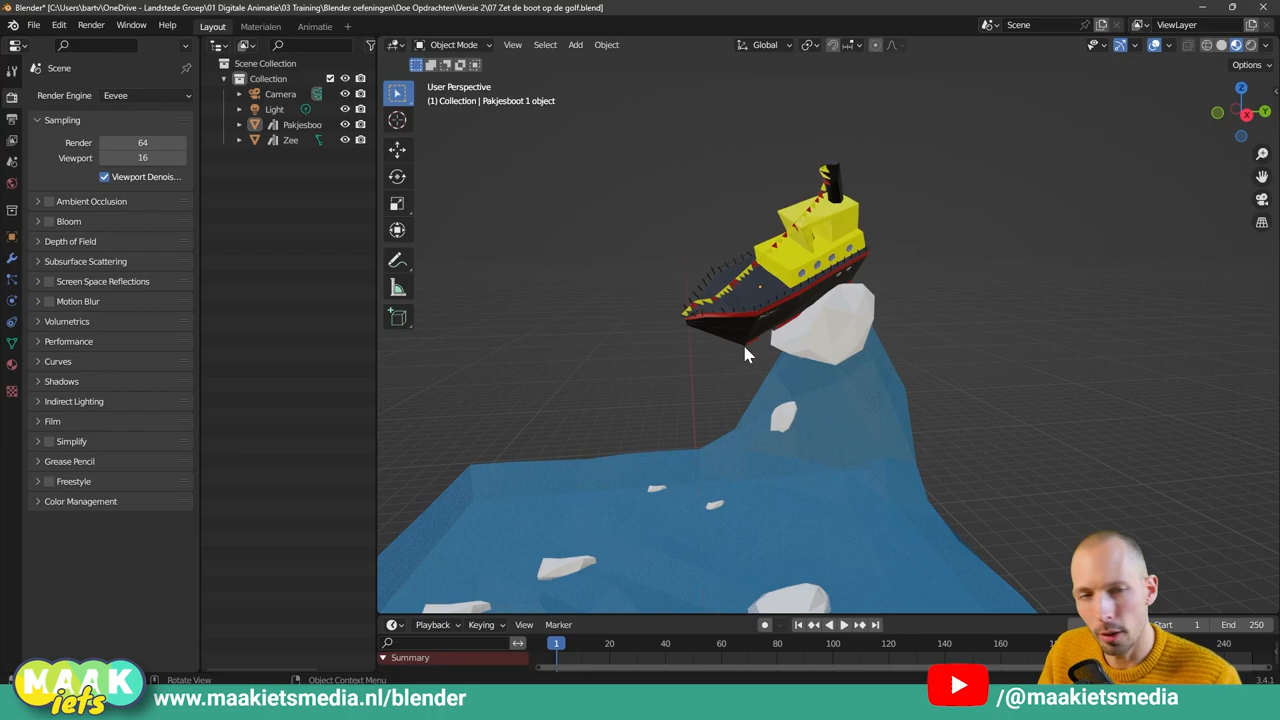 Blender* [C:\Users\bartv\OneDrive - Landstede Groep\01 Digitale Animatie\03 Training\Blender oefeningen\Doe Opdrachten\Versie 2\07 Zet de boot op de golf.blend]
File Edit Render Window Help Layout Materialen Animatie Scene ViewLayer
Object Mode View Select Add Object Global
Options
Scene
Render Engine Eevee
Sampling
Render 64
Viewport 16
Viewport Denois...
Ambient Occlusion
Bloom
Depth of Field
Subsurface Scattering
Screen Space Reflections
Motion Blur
Volumetrics
Performance
Curves
Shadows
Indirect Lighting
Film
Simplify
Grease Pencil
Freestyle
Color Management
Scene Collection
Collection
Camera
Light
Pakjesboo
Zee
User Perspective
(1) Collection | Pakjesboot 1 object
Z
Y
X
Playback Keying View Marker
Start 1 End 250
1 20 40 60 80 100 120 140 160 240
Summary
Rotate View Object Context Menu 3.4.1
MAAK
iets
www.maakietsmedia.nl/blender
/@maakietsmedia